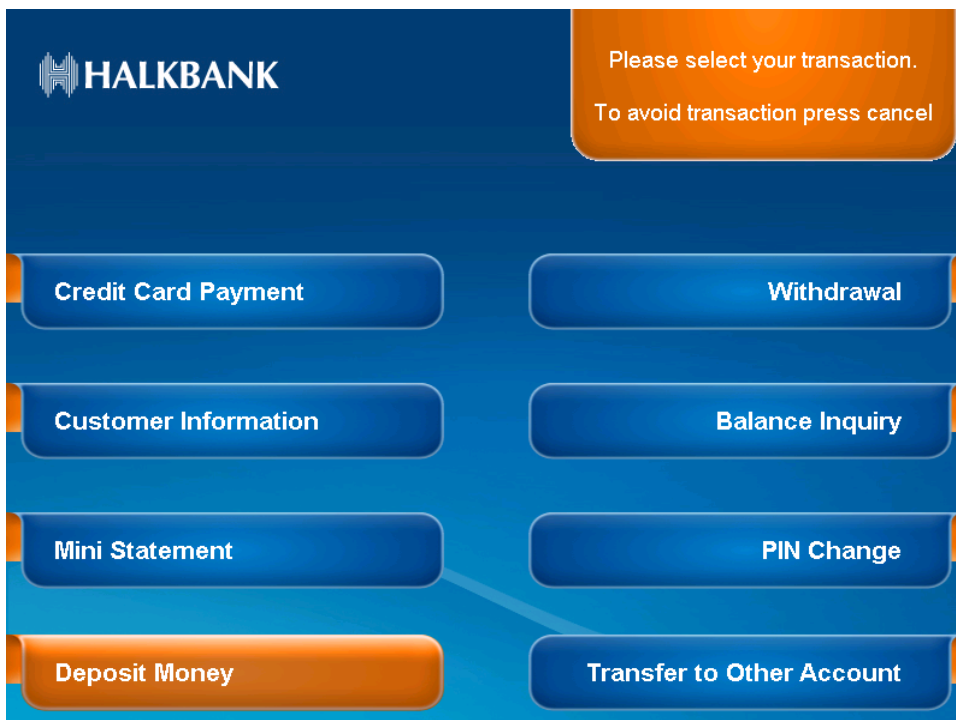 HALKBANK
Please select your transaction.
To avoid transaction press cancel
Credit Card Payment
Withdrawal
Customer Information
Balance Inquiry
Mini Statement
PIN Change
Deposit Money
Transfer to Other Account